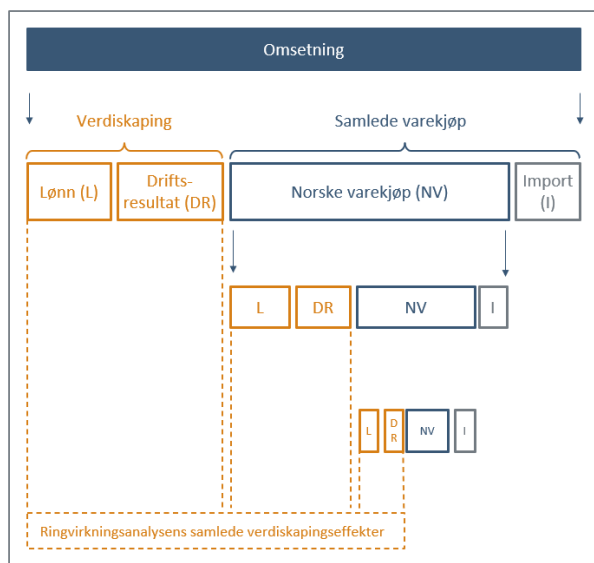 Omsetning
Verdiskaping
Samlede varekjøp
Lønn (L)
Drifts-
resultat (DR)
Norske varekjøp (NV)
Import
(I)
L
DR
NV
I
L
D
R
NV
I
Ringvirkningsanalysens samlede verdiskapingseffekter